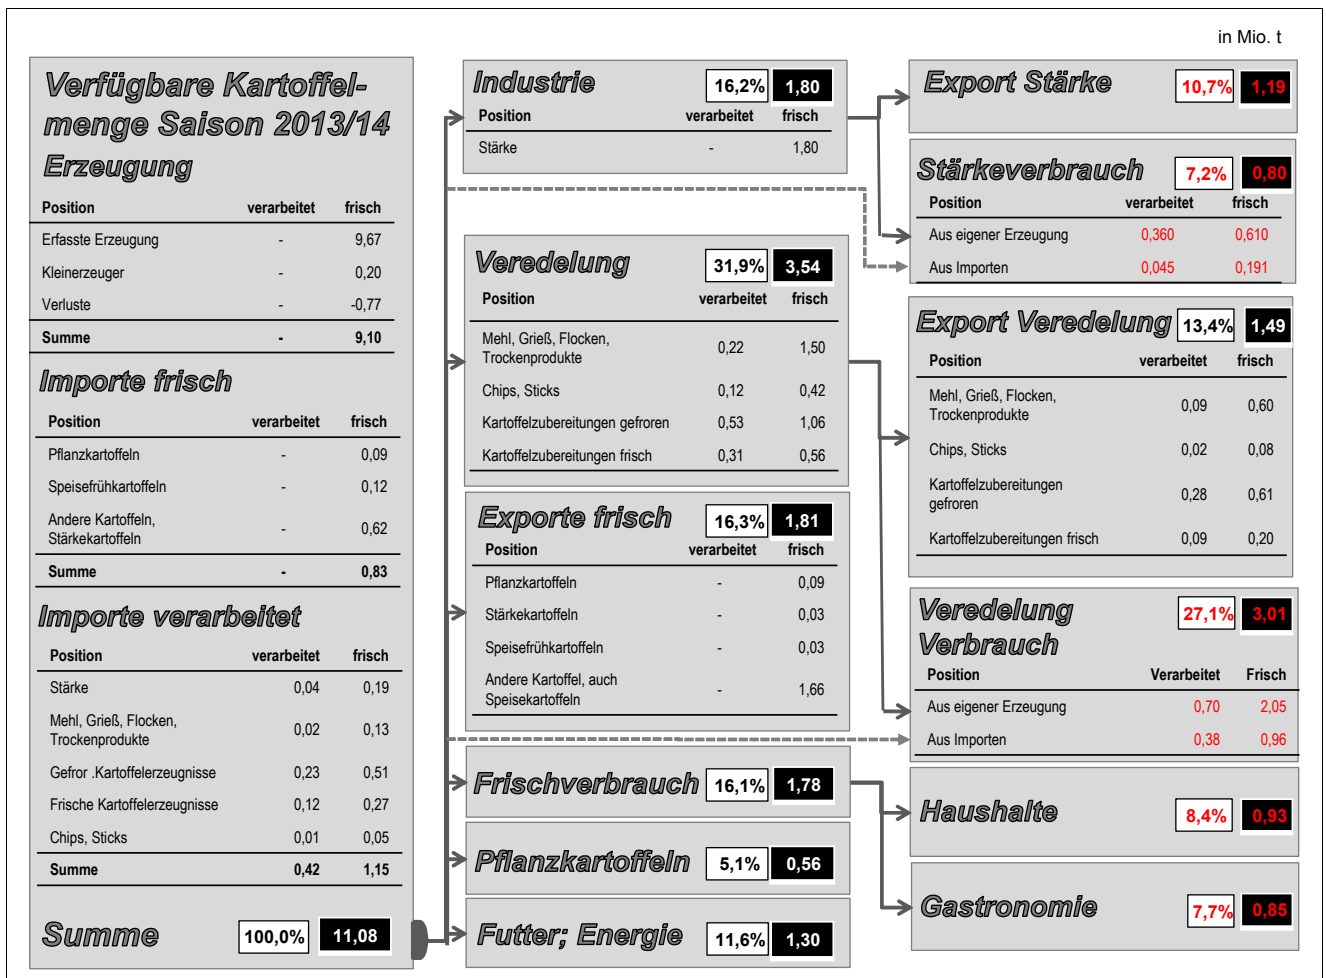 in Mio. t
Verfügbare Kartoffel-
menge Saison 2013/14
Erzeugung
Position verarbeitet frisch
Erfasste Erzeugung - 9,67
Kleinerzeuger - 0,20
Verluste - -0,77
Summe - 9,10
Importe frisch
Position verarbeitet frisch
Pflanzkartoffeln - 0,09
Speisefrühkartoffeln - 0,12
Andere Kartoffeln,
Stärkekartoffeln - 0,62
Summe - 0,83
Importe verarbeitet
Position verarbeitet frisch
Stärke 0,04 0,19
Mehl, Grieß, Flocken,
Trockenprodukte 0,02 0,13
Gefror .Kartoffelerzeugnisse 0,23 0,51
Frische Kartoffelerzeugnisse 0,12 0,27
Chips, Sticks 0,01 0,05
Summe 0,42 1,15
Summe 100,0% 11,08
Industrie 16,2% 1,80
Position verarbeitet frisch
Stärke - 1,80
Veredelung 31,9% 3,54
Position verarbeitet frisch
Mehl, Grieß, Flocken,
Trockenprodukte 0,22 1,50
Chips, Sticks 0,12 0,42
Kartoffelzubereitungen gefroren 0,53 1,06
Kartoffelzubereitungen frisch 0,31 0,56
Exporte frisch 16,3% 1,81
Position verarbeitet frisch
Pflanzkartoffeln - 0,09
Stärkekartoffeln - 0,03
Speisefrühkartoffeln - 0,03
Andere Kartoffel, auch
Speisekartoffeln - 1,66
Frischverbrauch 16,1% 1,78
Pflanzkartoffeln 5,1% 0,56
Futter; Energie 11,6% 1,30
Export Stärke 10,7% 1,19
Stärkeverbrauch 7,2% 0,80
Position verarbeitet frisch
Aus eigener Erzeugung 0,360 0,610
Aus Importen 0,045 0,191
Export Veredelung 13,4% 1,49
Position verarbeitet frisch
Mehl, Grieß, Flocken,
Trockenprodukte 0,09 0,60
Chips, Sticks 0,02 0,08
Kartoffelzubereitungen
gefroren 0,28 0,61
Kartoffelzubereitungen frisch 0,09 0,20
Veredelung 27,1% 3,01
Verbrauch
Position Verarbeitet Frisch
Aus eigener Erzeugung 0,70 2,05
Aus Importen 0,38 0,96
Haushalte 8,4% 0,93
Gastronomie 7,7% 0,85